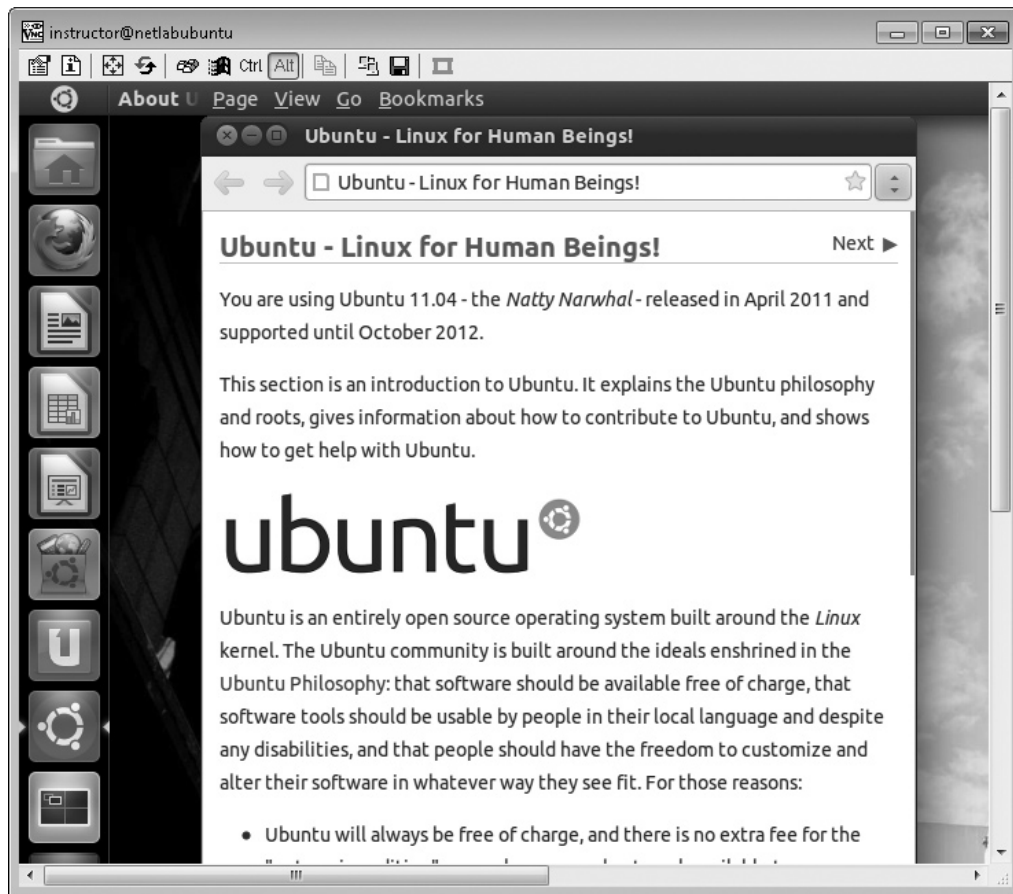 instructor@netlabubuntu
Ctrl Alt
About U Page View Go Bookmarks
Ubuntu - Linux for Human Beings!
Ubuntu - Linux for Human Beings!
Ubuntu - Linux for Human Beings! Next ▶
You are using Ubuntu 11.04 - the Natty Narwhal - released in April 2011 and
supported until October 2012.
This section is an introduction to Ubuntu. It explains the Ubuntu philosophy
and roots, gives information about how to contribute to Ubuntu, and shows
how to get help with Ubuntu.
ubuntu
Ubuntu is an entirely open source operating system built around the Linux
kernel. The Ubuntu community is built around the ideals enshrined in the
Ubuntu Philosophy: that software should be available free of charge, that
software tools should be usable by people in their local language and despite
any disabilities, and that people should have the freedom to customize and
alter their software in whatever way they see fit. For those reasons:
• Ubuntu will always be free of charge, and there is no extra fee for the